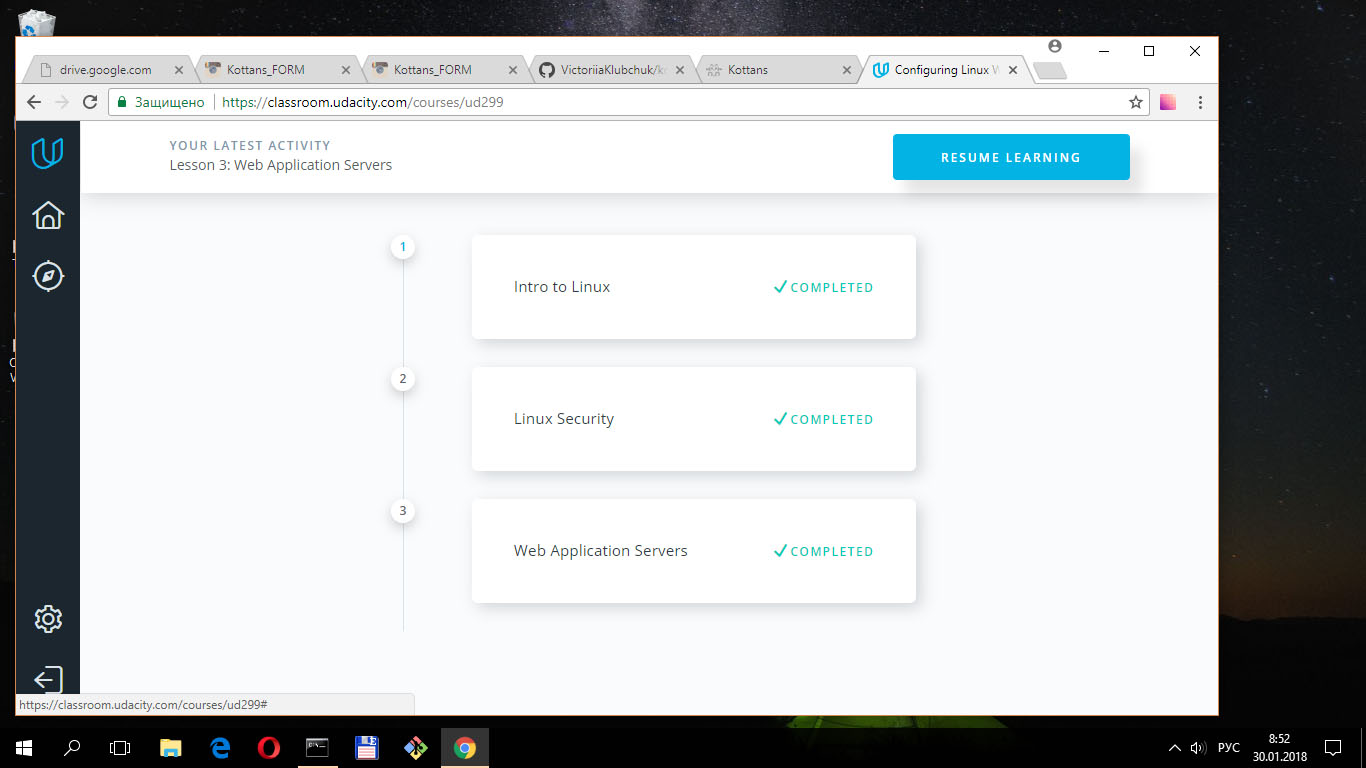 drive.google.com
Kottans_FORM
Kottans_FORM
VictoriiaKlubchuk/k
Kottans
Configuring Linux W
Защищено
https://classroom.udacity.com/courses/ud299
YOUR LATEST ACTIVITY
Lesson 3: Web Application Servers
RESUME LEARNING
1
Intro to Linux
COMPLETED
2
Linux Security
COMPLETED
3
Web Application Servers
COMPLETED
https://classroom.udacity.com/courses/ud299#
РУС
8:52
30.01.2018